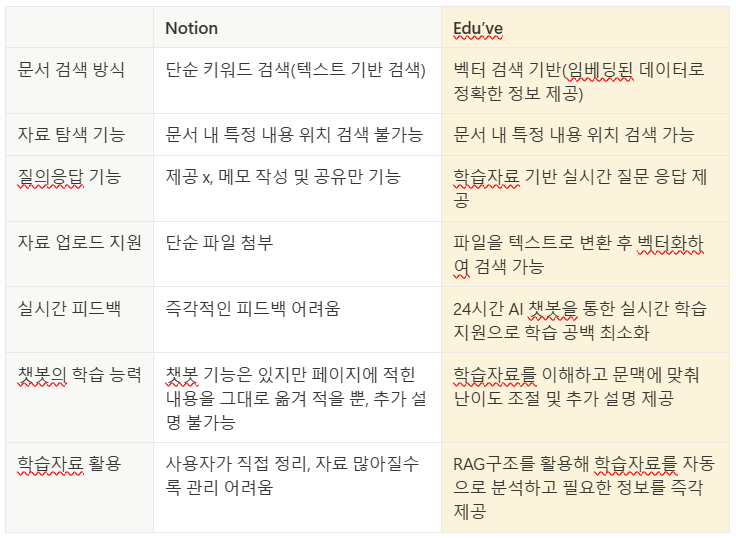 Notion
Edu've
문서 검색 방식
단순 키워드 검색(텍스트 기반 검색)
벡터 검색 기반(임베딩된 데이터로
정확한 정보 제공)
자료 탐색 기능
문서 내 특정 내용 위치 검색 불가능
문서 내 특정 내용 위치 검색 가능
질의응답 기능
제공 x, 메모 작성 및 공유만 기능
학습자료 기반 실시간 질문 응답 제
공
자료 업로드 지원
단순 파일 첨부
파일을 텍스트로 변환 후 벡터화하
여 검색 가능
실시간 피드백
즉각적인 피드백 어려움
24시간 AI 챗봇을 통한 실시간 학습
지원으로 학습 공백 최소화
챗봇의 학습 능력
챗봇 기능은 있지만 페이지에 적힌
내용을 그대로 옮겨 적을 뿐, 추가 설
명 불가능
학습자료를 이해하고 문맥에 맞춰
난이도 조절 및 추가 설명 제공
학습자료 활용
사용자가 직접 정리, 자료 많아질수
록 관리 어려움
RAG구조를 활용해 학습자료를 자동
으로 분석하고 필요한 정보를 즉각
제공